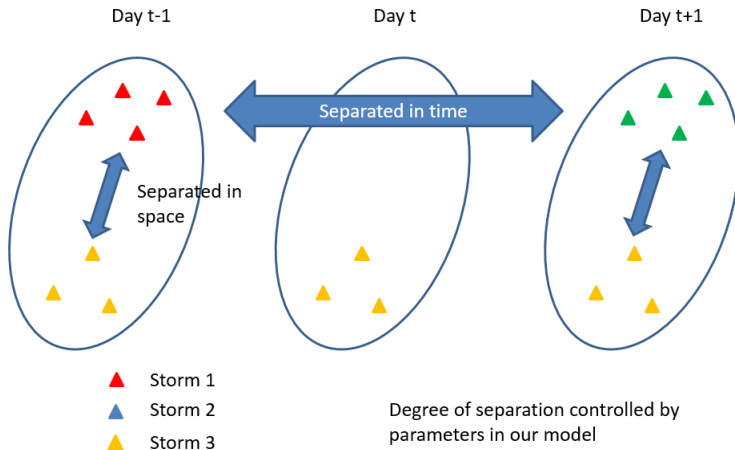 Day t-1
Day t
Day t+1
Separated in time
Separated in
space
Storm 1
Storm 2
Storm 3
Degree of separation controlled by
parameters in our model